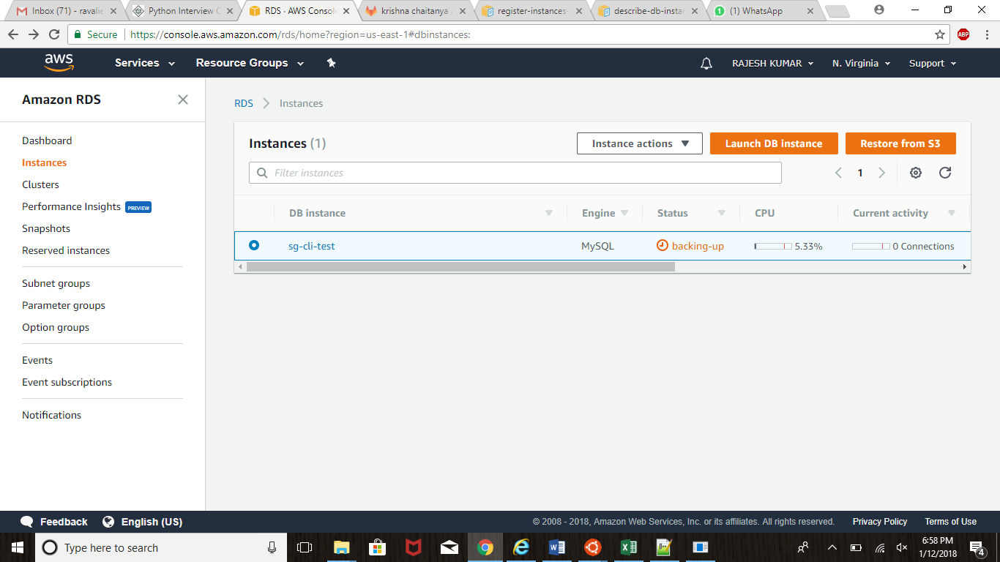 Inbox (71) - ravalie
Python Interview Q
RDS · AWS Consol
krishna chaitanya
register-instances-
describe-db-instan
(1) WhatsApp
Secure
https://console.aws.amazon.com/rds/home?region=us-east-1#dbinstances:
ABP
aws
Services
Resource Groups
RAJESH KUMAR
N. Virginia
Support
Amazon RDS
RDS
Instances
Dashboard
Instances
Clusters
Performance Insights PREVIEW
Snapshots
Reserved instances
Subnet groups
Parameter groups
Option groups
Events
Event subscriptions
Notifications
Instances (1)
Instance actions
Launch DB instance
Restore from S3
Filter instances
1
DB instance Engine Status CPU Current activity
sg-cli-test MySQL backing-up 5.33% 0 Connections
Feedback
English (US)
© 2008 - 2018, Amazon Web Services, Inc. or its affiliates. All rights reserved.
Privacy Policy
Terms of Use
Type here to search
6:58 PM
1/12/2018
4